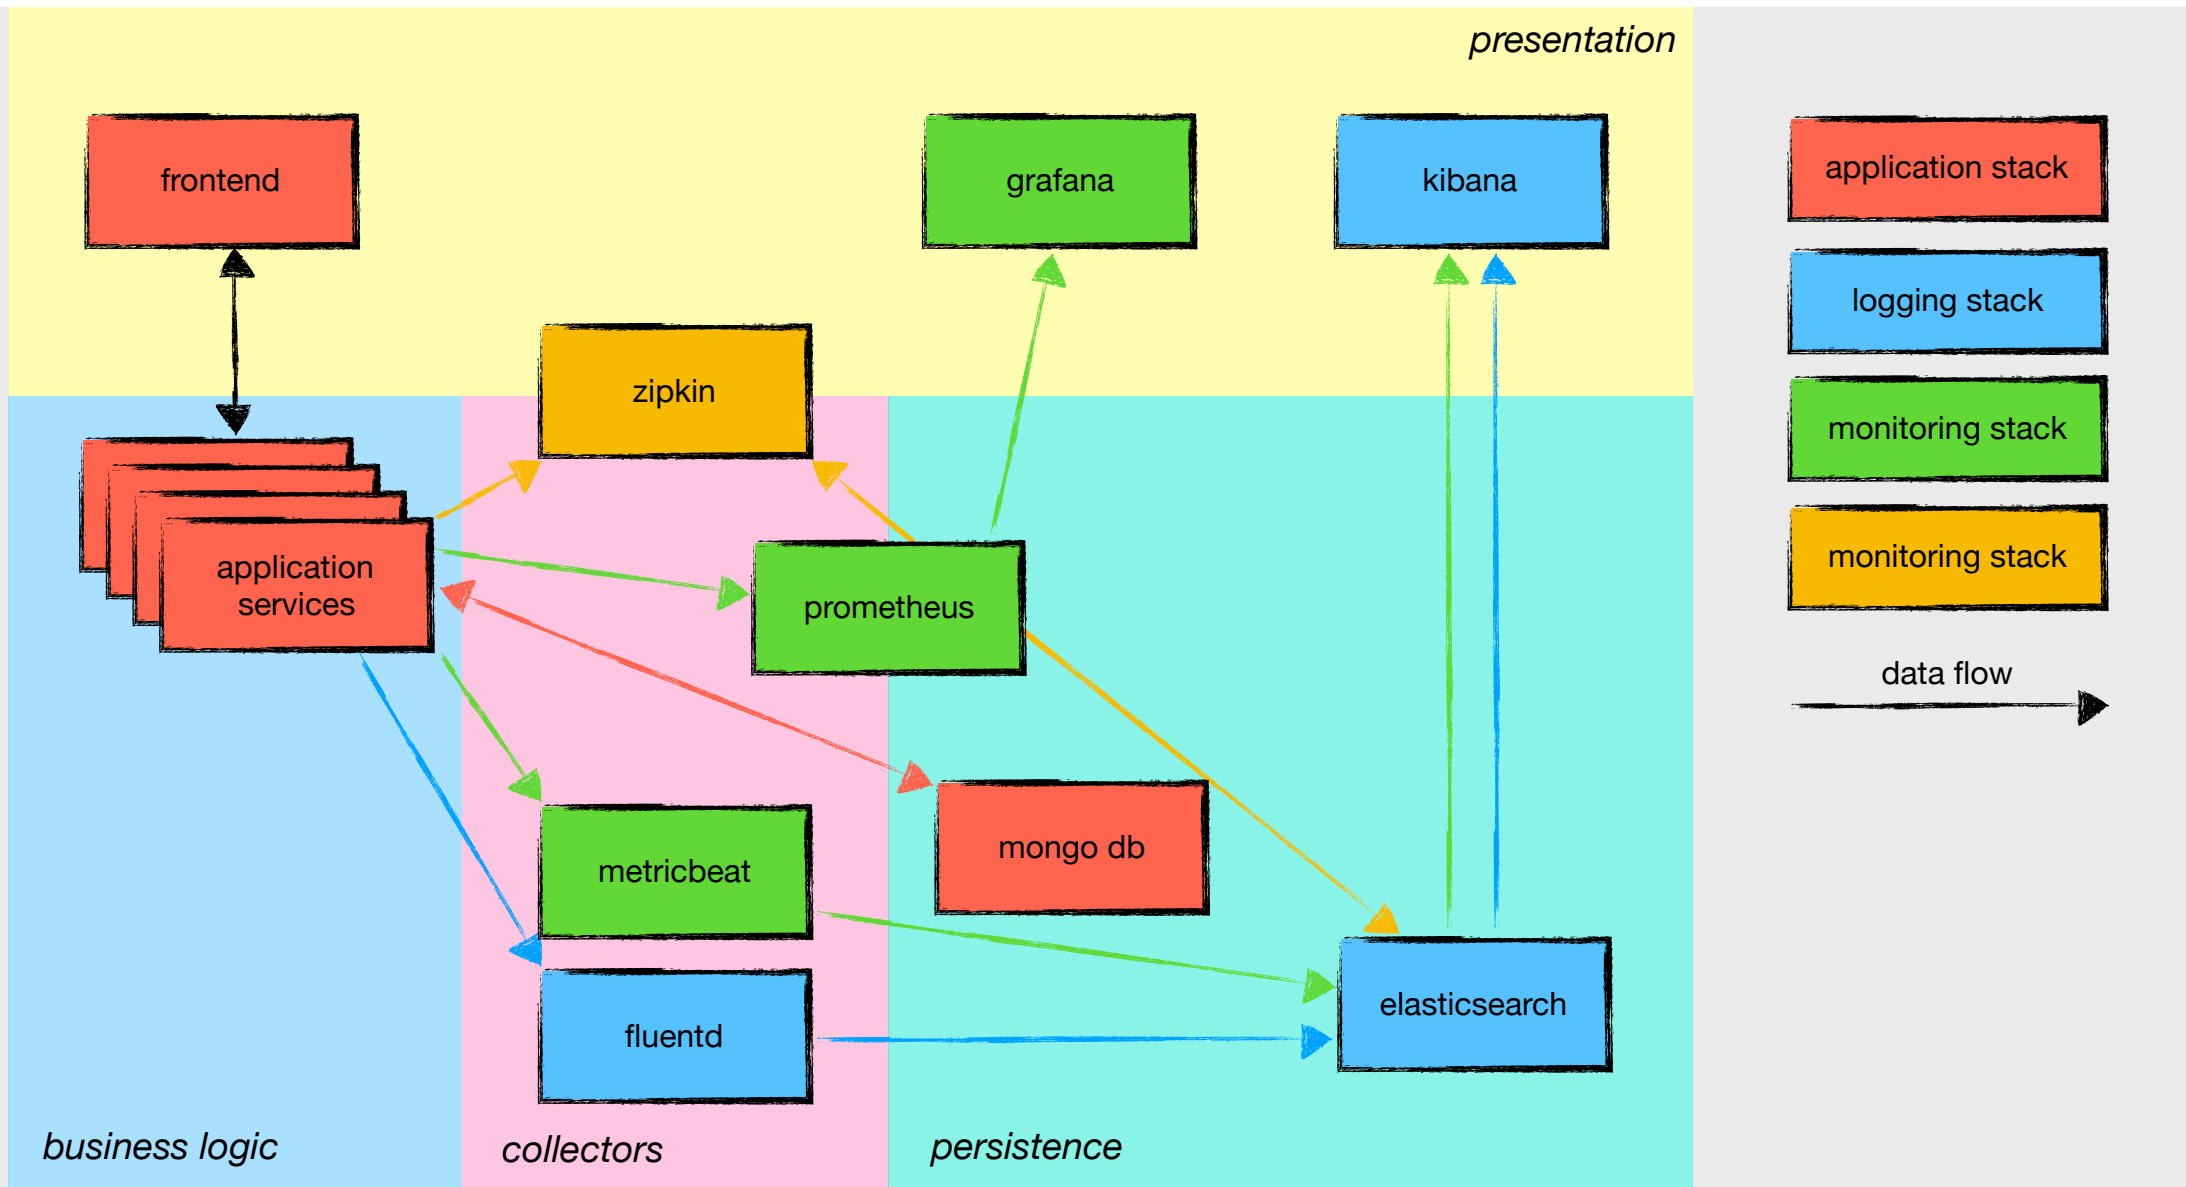 presentation
frontend
grafana
kibana
zipkin
application
services
prometheus
metricbeat
mongo db
fluentd
elasticsearch
business logic
collectors
persistence
application stack
logging stack
monitoring stack
monitoring stack
data flow